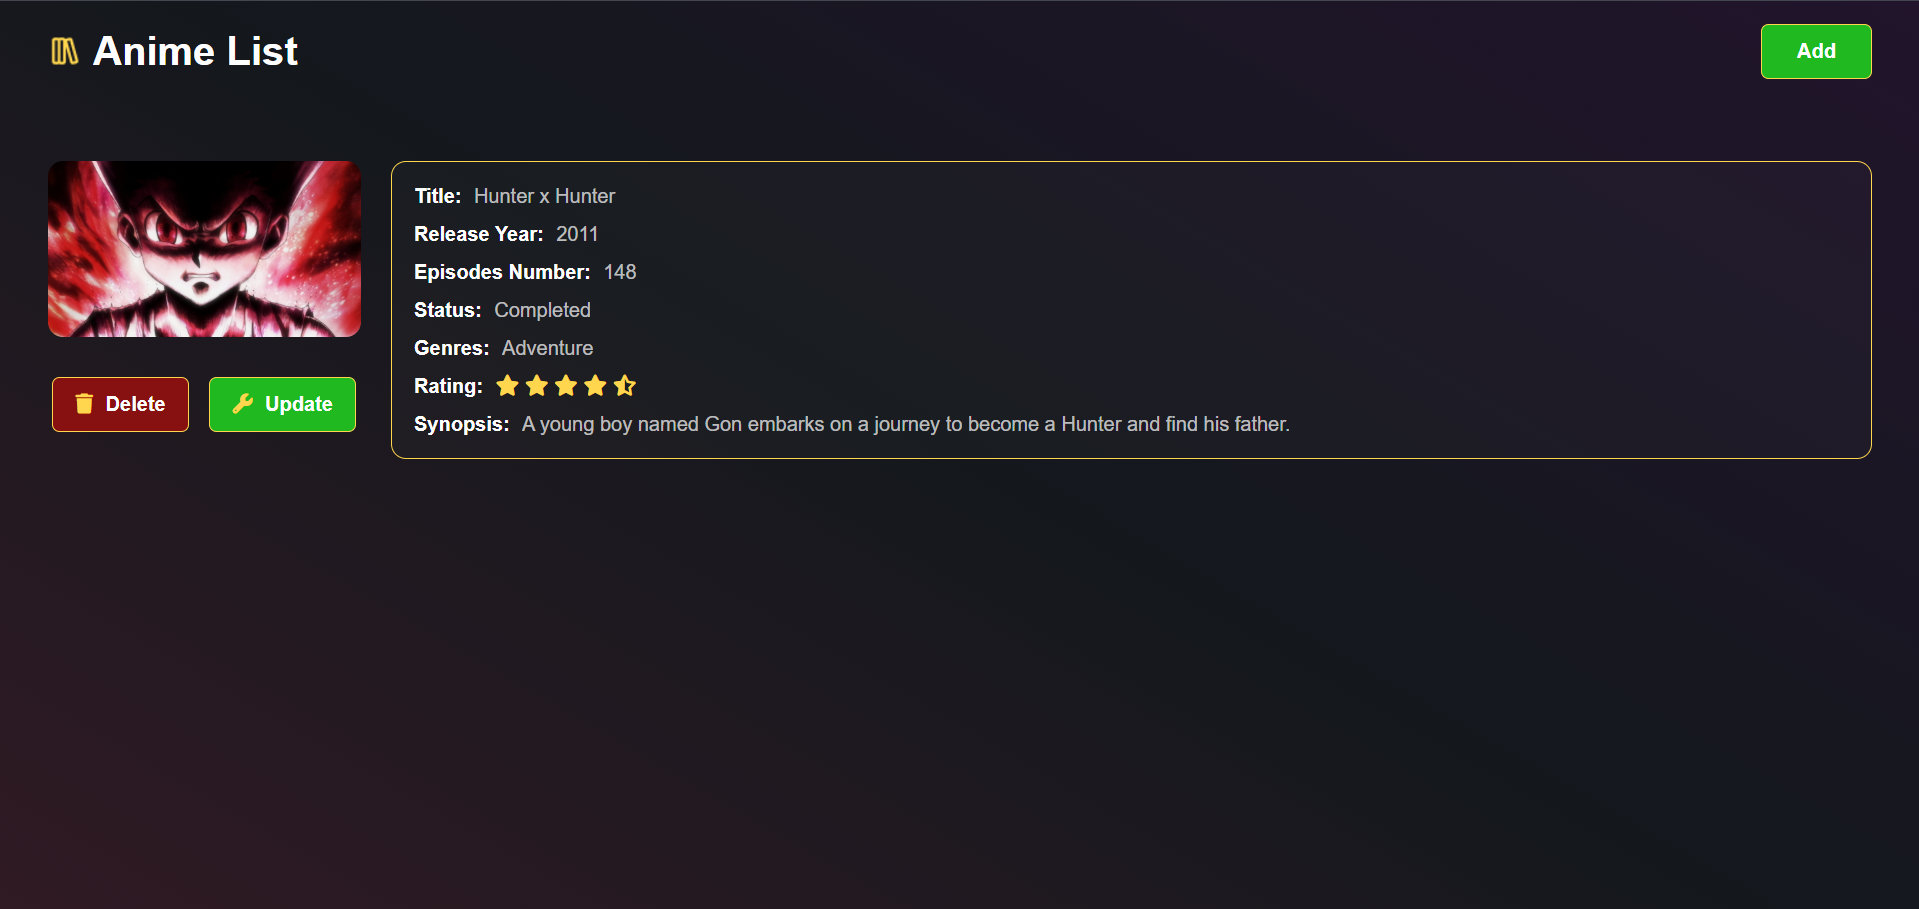 Anime List
Add
Title: Hunter x Hunter
Release Year: 2011
Episodes Number: 148
Status: Completed
Genres: Adventure
Rating:
Synopsis: A young boy named Gon embarks on a journey to become a Hunter and find his father.
Delete
Update